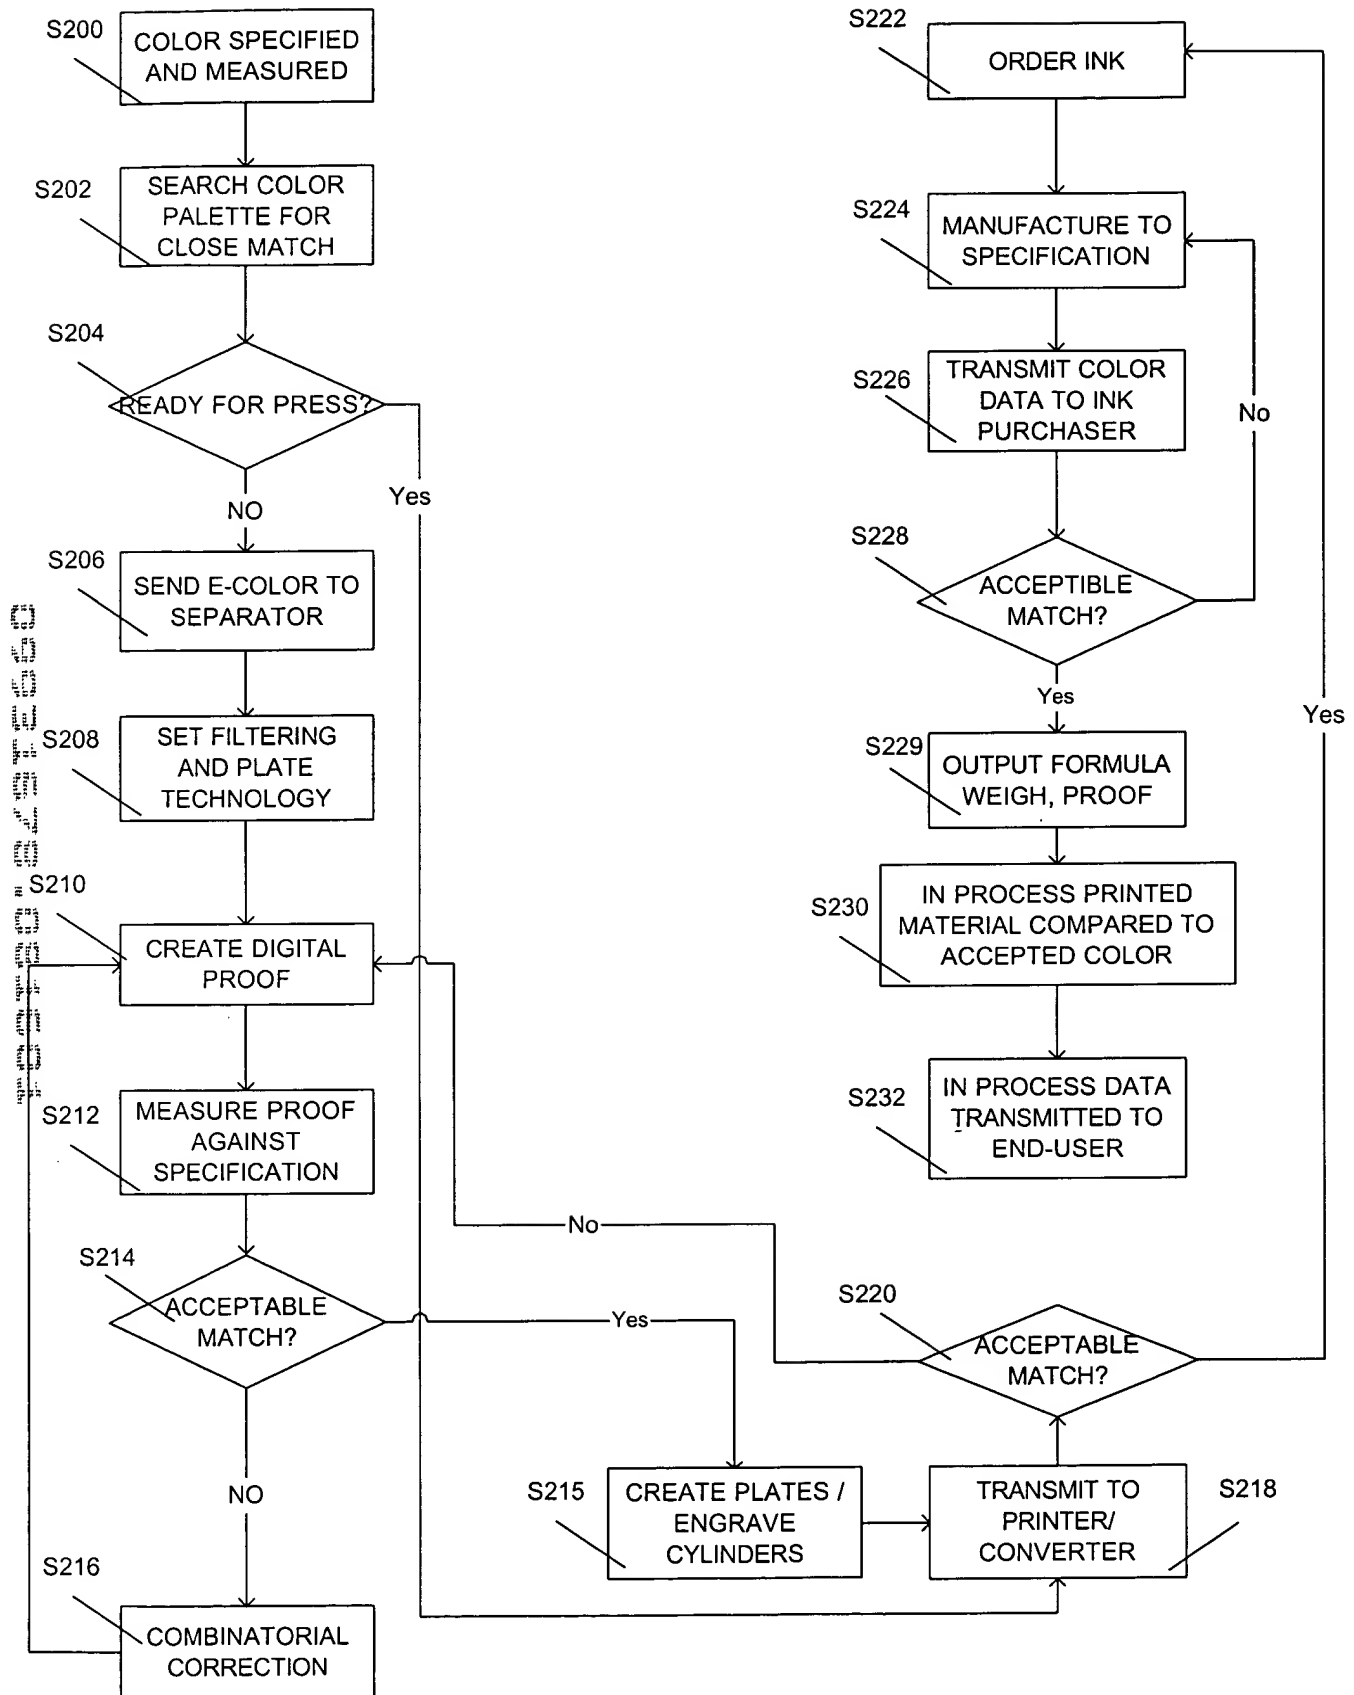 S200
COLOR SPECIFIED
AND MEASURED
S202
SEARCH COLOR
PALETTE FOR
CLOSE MATCH
S204
READY FOR PRESS?
Yes
NO
S206
SEND E-COLOR TO
SEPARATOR
S208
SET FILTERING
AND PLATE
TECHNOLOGY
S210
CREATE DIGITAL
PROOF
S212
MEASURE PROOF
AGAINST
SPECIFICATION
S214
ACCEPTABLE
MATCH?
Yes
NO
S216
COMBINATORIAL
CORRECTION
S215
CREATE PLATES /
ENGRAVE
CYLINDERS
S218
TRANSMIT TO
PRINTER/
CONVERTER
S220
ACCEPTABLE
MATCH?
No
Yes
S222
ORDER INK
S224
MANUFACTURE TO
SPECIFICATION
S226
TRANSMIT COLOR
DATA TO INK
PURCHASER
No
S228
ACCEPTIBLE
MATCH?
Yes
S229
OUTPUT FORMULA
WEIGH, PROOF
S230
IN PROCESS PRINTED
MATERIAL COMPARED TO
ACCEPTED COLOR
S232
IN PROCESS DATA
TRANSMITTED TO
END-USER